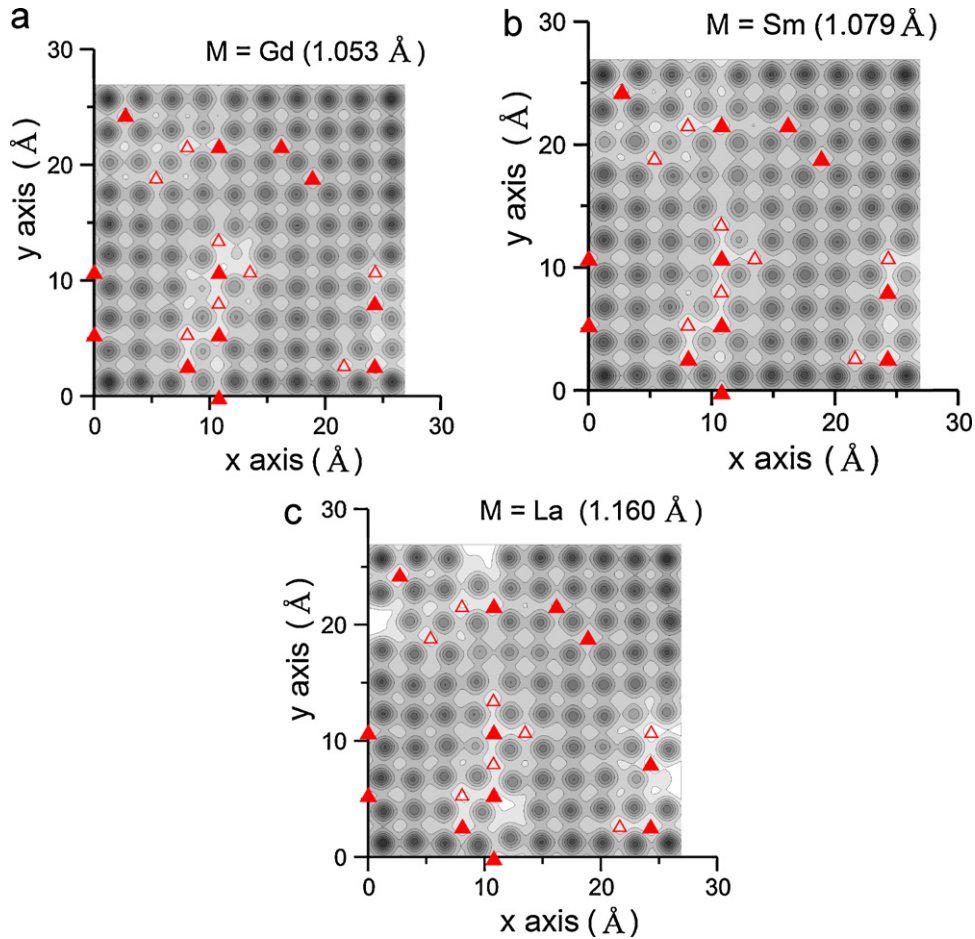 a
M = Gd (1.053 Å)
30
20
10
0
y axis (Å)
0 10 20 30
x axis (Å)
b
M = Sm (1.079 Å)
30
20
10
0
y axis (Å)
0 10 20 30
x axis (Å)
c
M = La (1.160 Å)
30
20
10
0
y axis (Å)
0 10 20 30
x axis (Å)